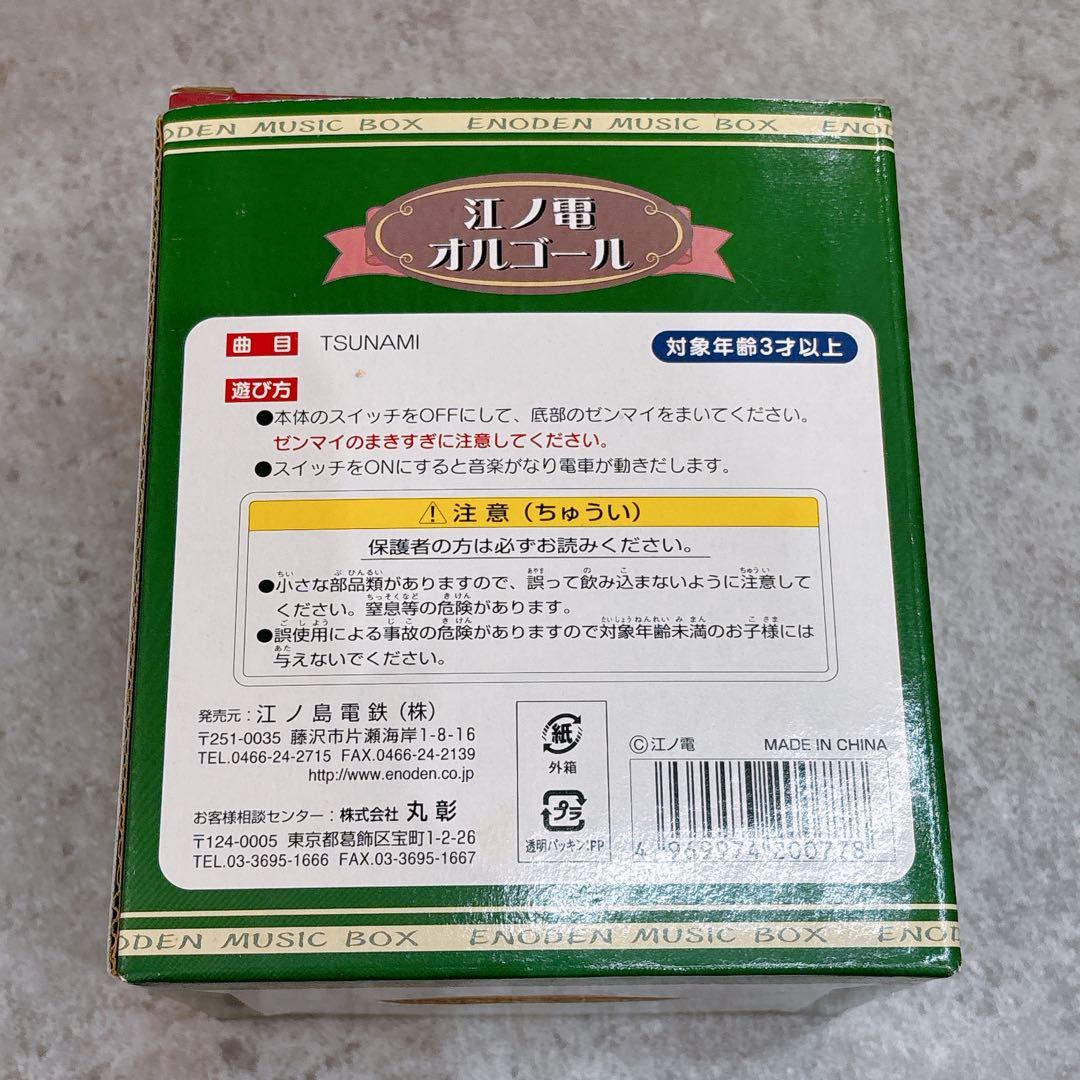 ODEN MUSIC BOX ENODEN MUSIC BOX ENO
江ノ電
オルゴール
曲目 TSUNAMI
対象年齢3才以上
遊び方
●本体のスイッチをOFFにして、底部のゼンマイをまいてください。
ゼンマイのまきすぎに注意してください。
●スイッチをONにすると音楽がなり電車が動きだします。
⚠注意(ちゅうい)
保護者の方は必ずお読みください。
●小さな部品類がありますので、誤って飲み込まないように注意して
ください。窒息等の危険があります。
●誤使用による事故の危険がありますので対象年齢未満のお子様には
与えないでください。
発売元:江ノ島電鉄(株)
〒251-0035 藤沢市片瀬海岸1-8-16
TEL.0466-24-2715 FAX.0466-24-2139
http://www.enoden.co.jp
お客様相談センター:株式会社 丸彰
〒124-0005 東京都葛飾区宝町1-2-26
TEL.03-3695-1666 FAX.03-3695-1667
紙
外箱
プラ
透明パッキン:PP
©江ノ電 MADE IN CHINA
4 969974 200778
ODEN MUSIC BOX ENODEN MUSIC BOX ENODEN